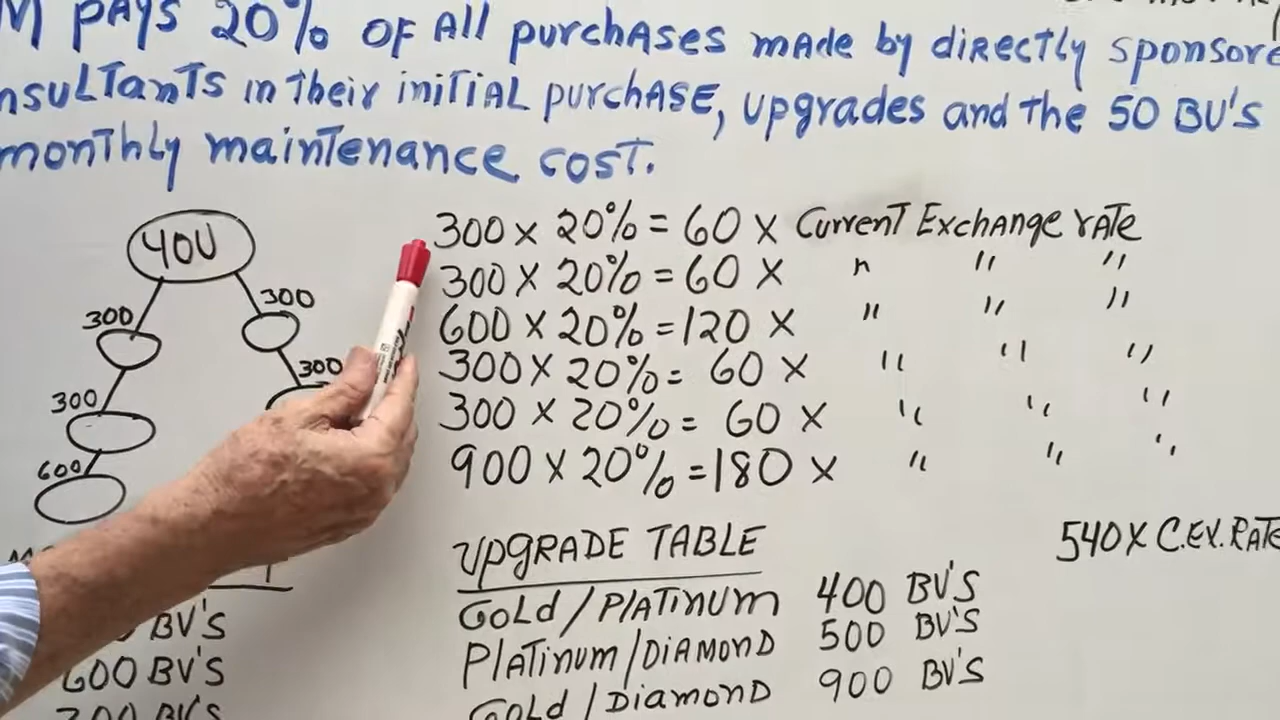 M PAYS 20% OF All purchases made by directly sponsore
nsultants in their initial purchase, upgrades and the 50 BV'S
monthly maintenance cost.
YOU
300
300
300
300
600
300 x 20% = 60 x Current Exchange rate
300 x 20% = 60 x " " "
600 x 20% = 120 x " " "
300 x 20% = 60 x " " "
300 x 20% = 60 x " " "
900 x 20% = 180 x " " "
540 X C.EX. RATE
UPGRADE TABLE
Gold / PLATINUM 400 BV'S
PLATINUM / DIAMOND 500 BV'S
Gold / Diamond 900 BV'S
BV'S
600 BV'S
BV'S